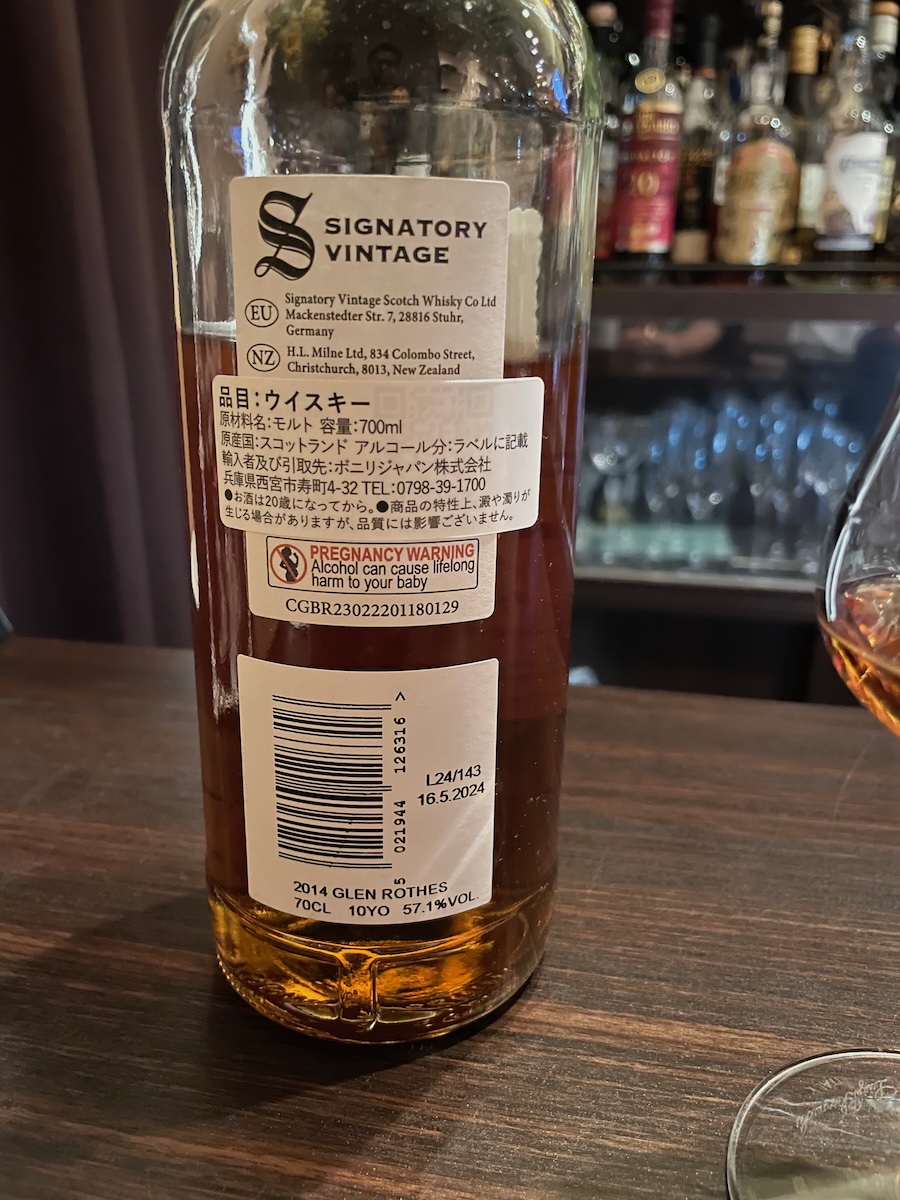 SIGNATORY
VINTAGE
EU
Signatory Vintage Scotch Whisky Co Ltd
Mackenstedter Str. 7, 28816 Stuhr,
Germany
NZ
H.L. Milne Ltd, 834 Colombo Street,
Christchurch, 8013, New Zealand
品目:ウイスキー
原材料名:モルト 容量:700ml
原産国:スコットランド アルコール分:ラベルに記載
輸入者及び引取先:ボニリジャパン株式会社
兵庫県西宮市寿町4-32 TEL:0798-39-1700
●お酒は20歳になってから。●商品の特性上、澱や濁りが
生じる場合がありますが、品質には影響ございません。
PREGNANCY WARNING
Alcohol can cause lifelong
harm to your baby
CGBR23022201180129
5 021944 126316 >
L24/143
16.5.2024
2014 GLEN ROTHES
70CL 10YO 57.1%VOL.